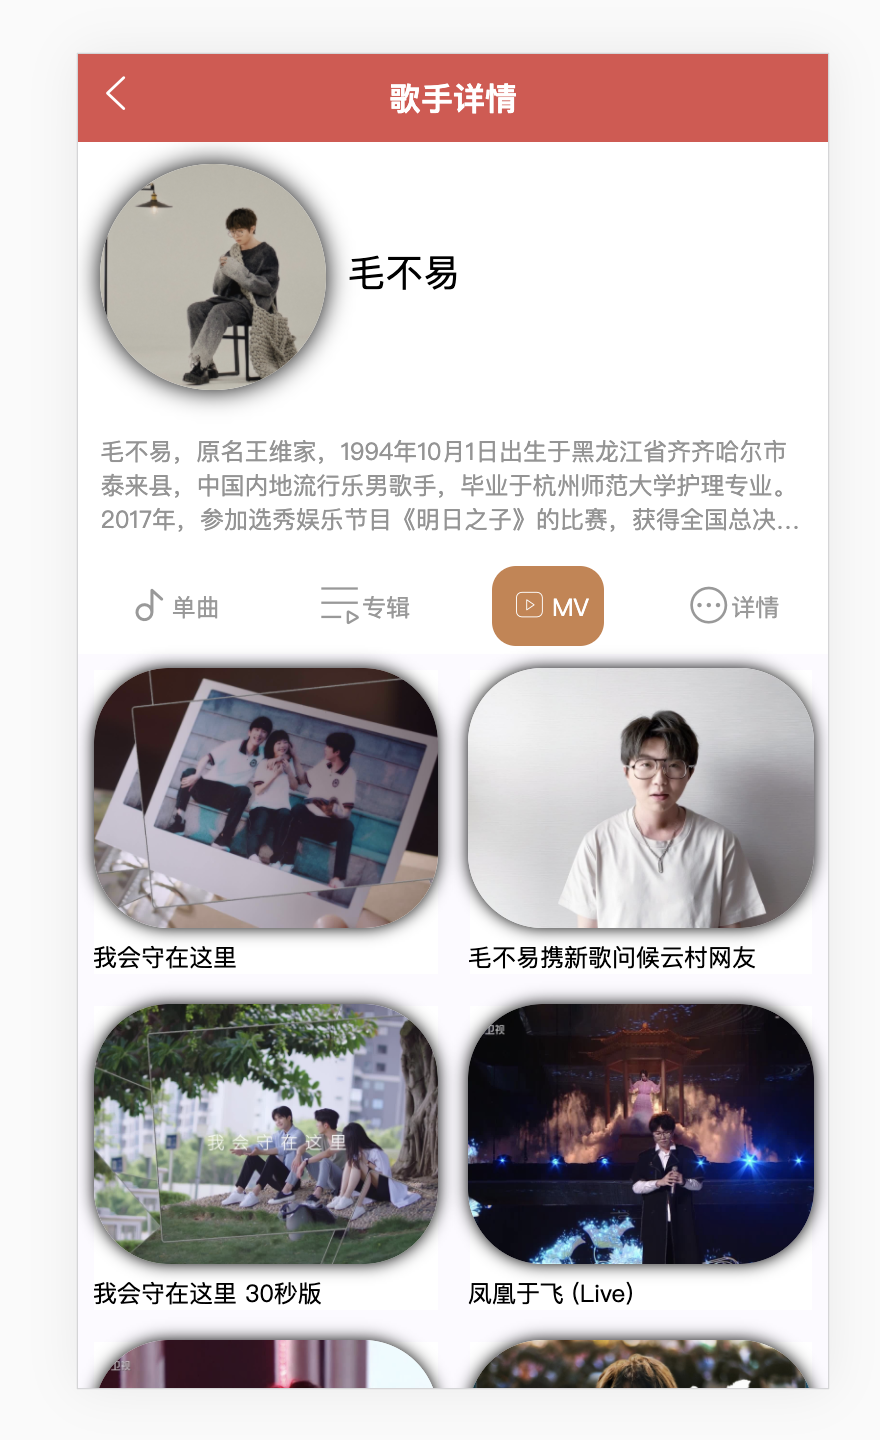 歌手详情
毛不易
毛不易，原名王维家，1994年10月1日出生于黑龙江省齐齐哈尔市
泰来县，中国内地流行乐男歌手，毕业于杭州师范大学护理专业。
2017年，参加选秀娱乐节目《明日之子》的比赛，获得全国总决...
单曲
专辑
MV
详情
我会守在这里
毛不易携新歌问候云村网友
我会守在这里
卫视
我会守在这里 30秒版
凤凰于飞 (Live)
卫视